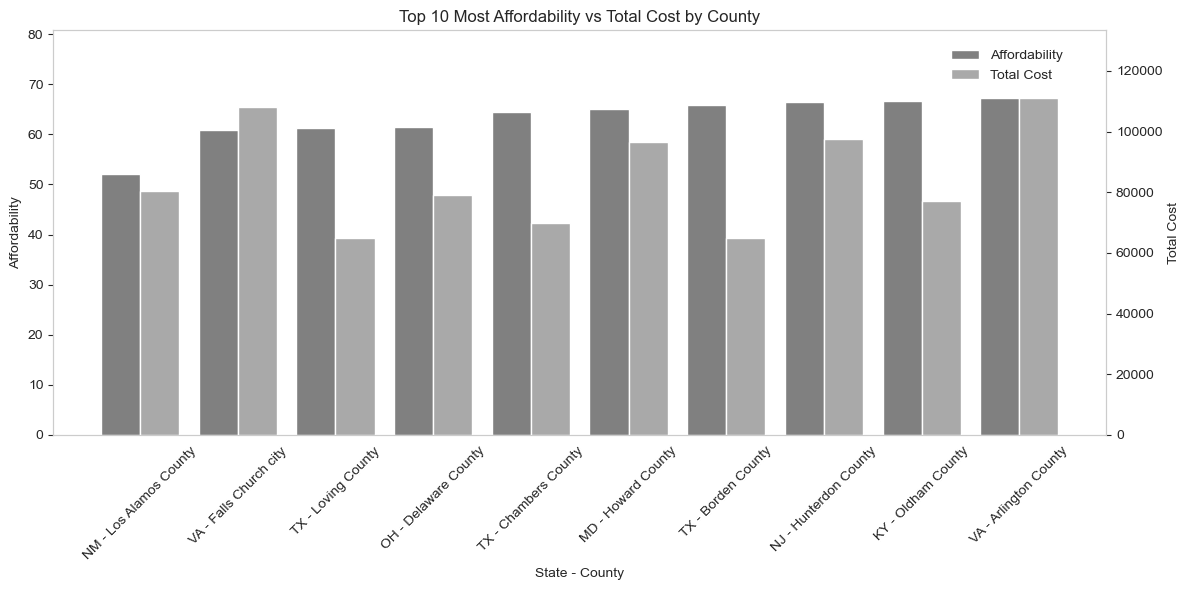 Top 10 Most Affordability vs Total Cost by County
Affordability
Total Cost
80
70
60
50
40
30
20
10
0
Affordability
120000
100000
80000
60000
40000
20000
0
Total Cost
NM - Los Alamos County
VA - Falls Church city
TX - Loving County
OH - Delaware County
TX - Chambers County
MD - Howard County
TX - Borden County
NJ - Hunterdon County
KY - Oldham County
VA - Arlington County
State - County